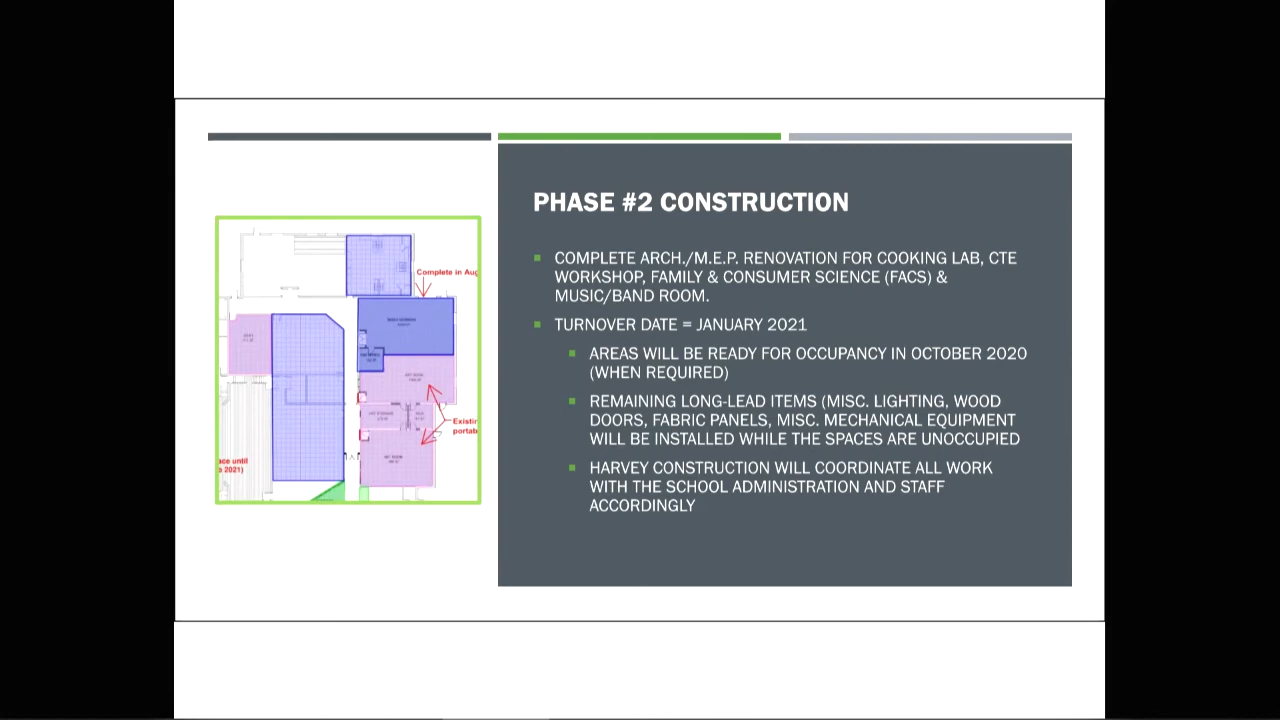 PHASE #2 CONSTRUCTION
COMPLETE ARCH./M.E.P. RENOVATION FOR COOKING LAB, CTE
WORKSHOP, FAMILY & CONSUMER SCIENCE (FACS) &
MUSIC/BAND ROOM.
TURNOVER DATE = JANUARY 2021
AREAS WILL BE READY FOR OCCUPANCY IN OCTOBER 2020
(WHEN REQUIRED)
REMAINING LONG-LEAD ITEMS (MISC. LIGHTING, WOOD
DOORS, FABRIC PANELS, MISC. MECHANICAL EQUIPMENT
WILL BE INSTALLED WHILE THE SPACES ARE UNOCCUPIED
HARVEY CONSTRUCTION WILL COORDINATE ALL WORK
WITH THE SCHOOL ADMINISTRATION AND STAFF
ACCORDINGLY
Complete in Aug
Existin
portab
ace until
2021)